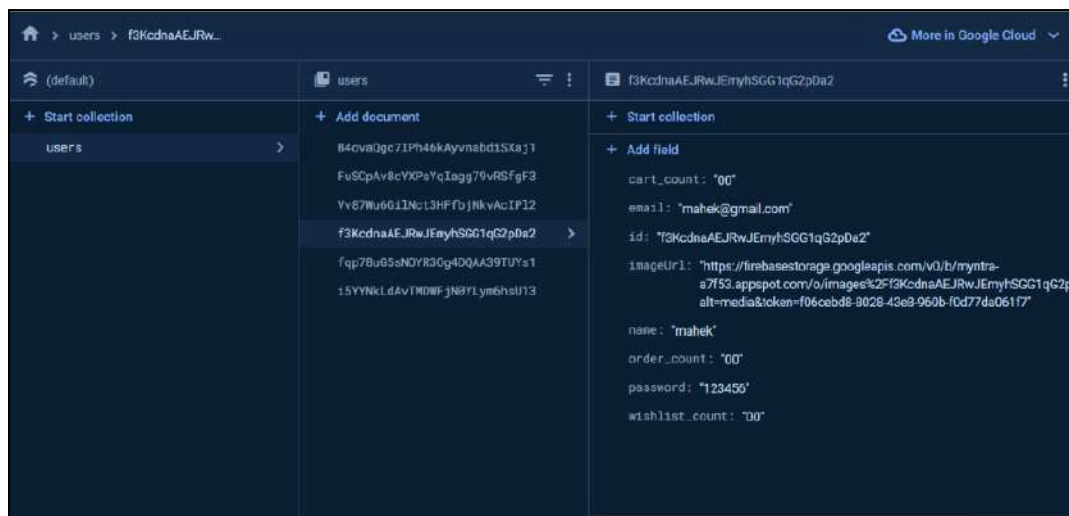 users > f3KcdnaAEJRw...
More in Google Cloud
(default)
users
f3KcdnaAEJRwJEmyhSGG1qG2pDa2
+ Start collection
+ Add document
+ Start collection
users
B4ovaQgc7IPh46kAyvnabdiSXaj1
FuSCpAv8cYXPsYqIagg79vRSfgF3
Yv87Wu6GilNct3HFfbjNkvAcIPl2
f3KcdnaAEJRwJEmyhSGG1qG2pDa2
fqp7BuG5sNOYR30g4DQAA39TUYs1
i5YYNkLdAvTMDWFjN0YLym6hsU13
+ Add field
cart_count: "00"
email: "mahek@gmail.com"
id: "f3KcdnaAEJRwJEmyhSGG1qG2pDa2"
imageUrl: "https://firebasestorage.googleapis.com/v0/b/myntra-
a7f53.appspot.com/o/images%2Ff3KcdnaAEJRwJEmyhSGG1qG2p
alt=media&token=f06cebd8-8028-43e8-960b-f0d77da061f7"
name: "mahek"
order_count: "00"
password: "123456"
wishlist_count: "00"